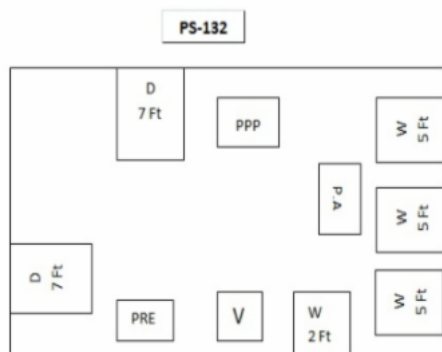 PS-132
D
7 Ft
PPP
W
5 Ft
P.A
W
5 Ft
D
7 Ft
PRE
V
W
2 Ft
W
5 Ft